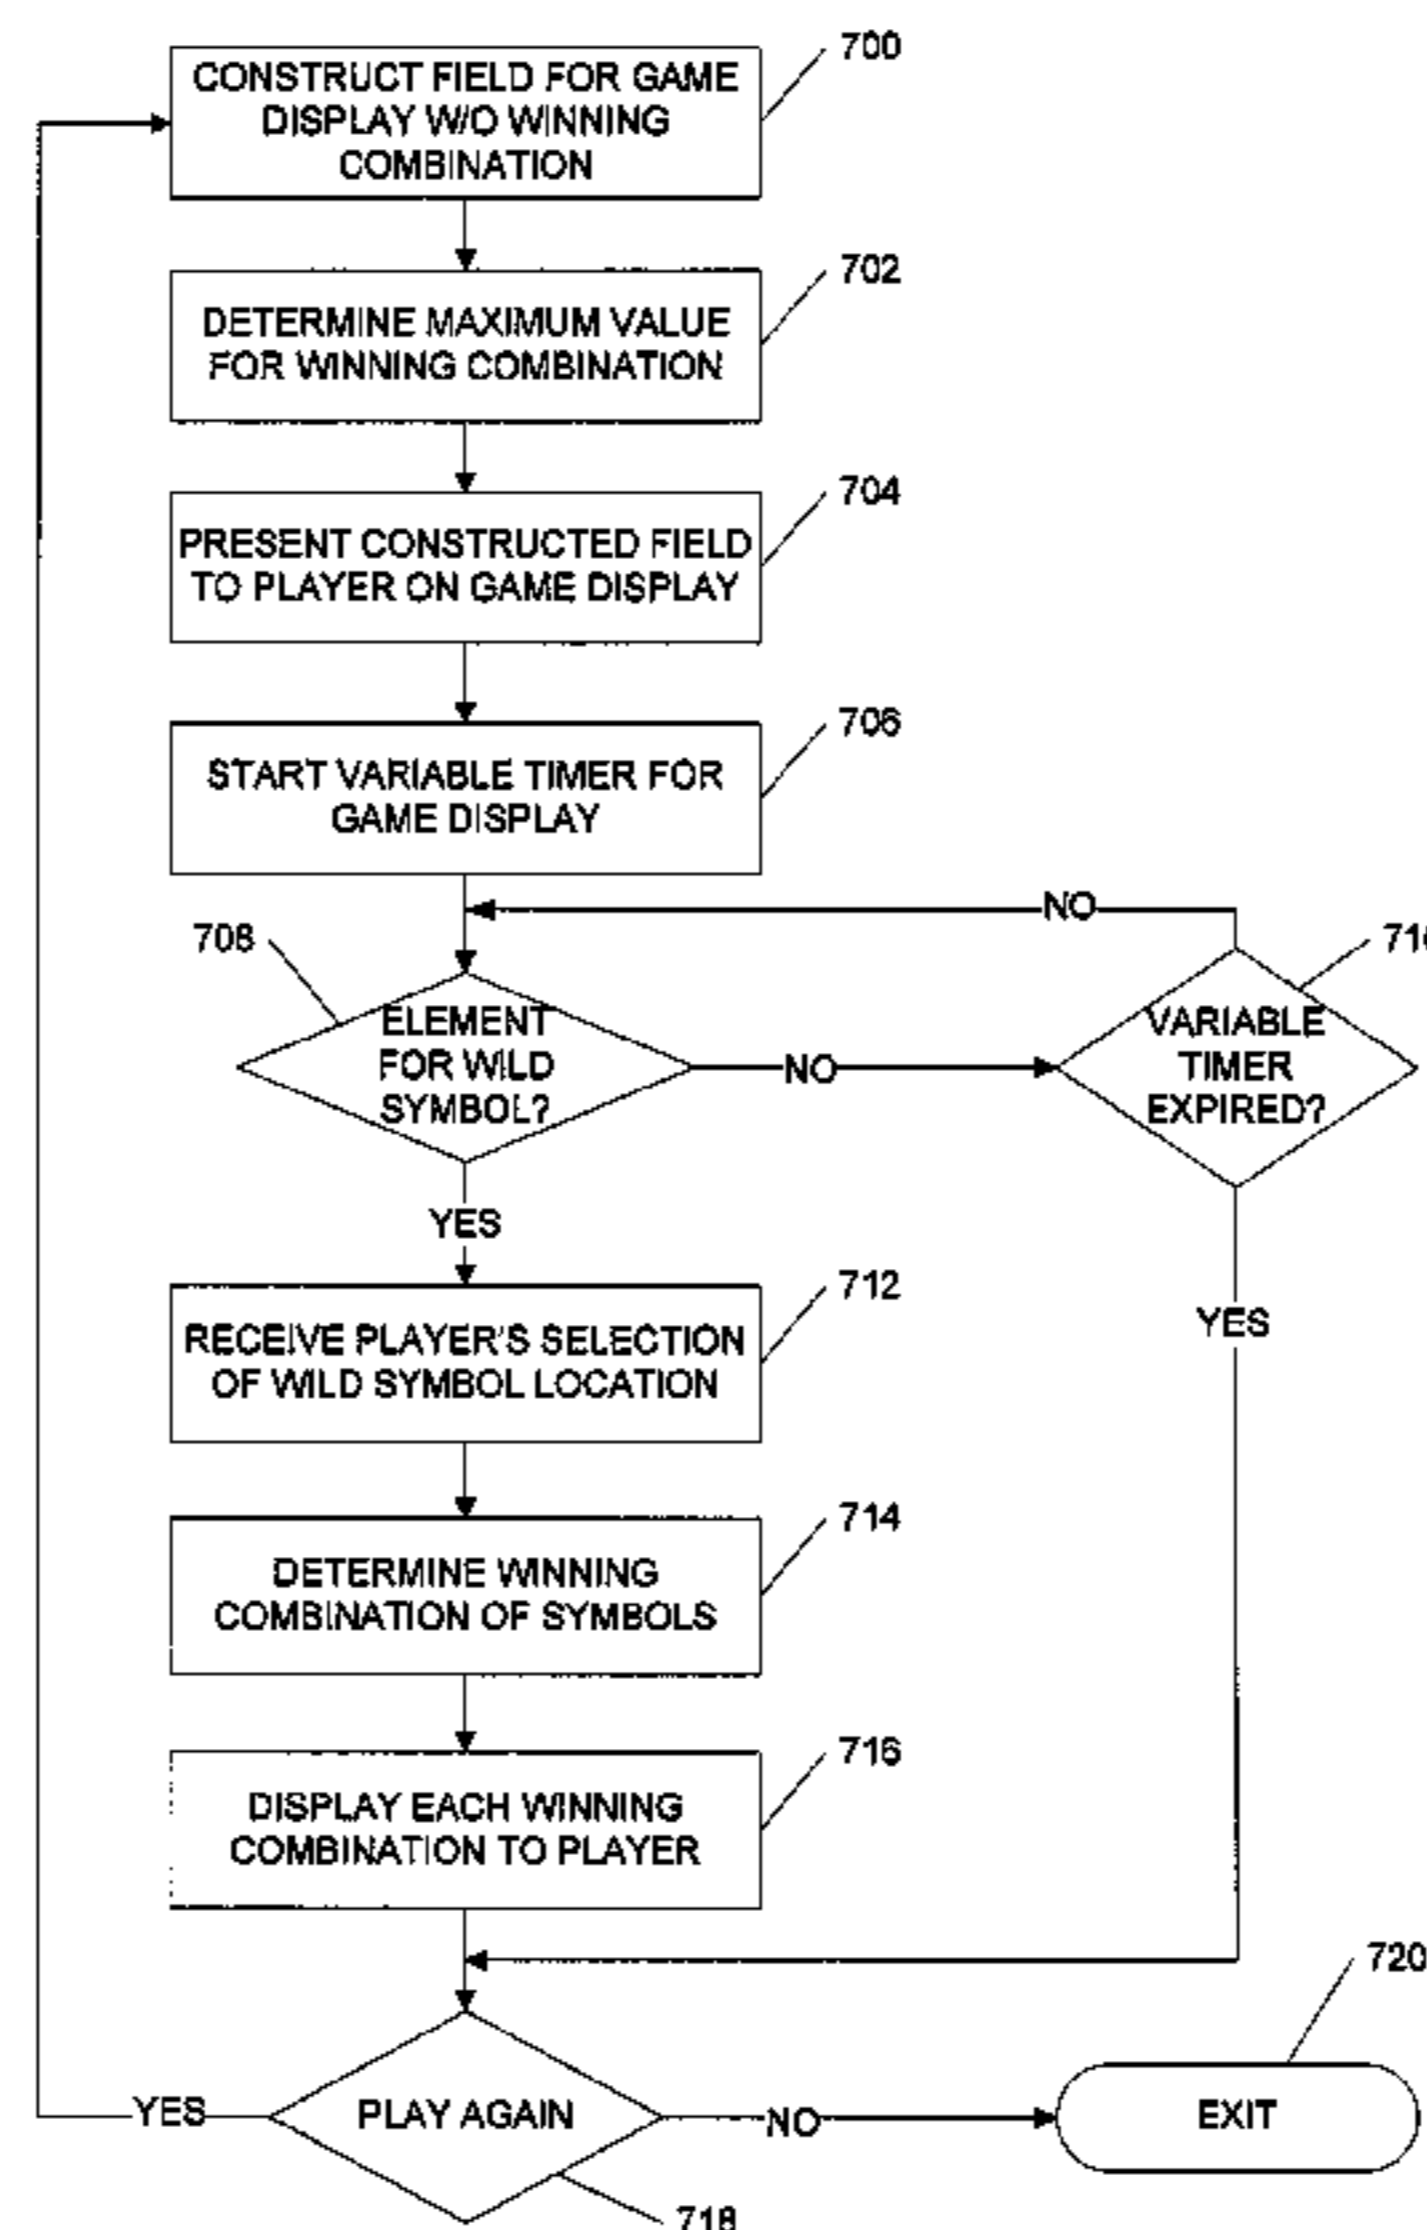 700
CONSTRUCT FIELD FOR GAME
DISPLAY W/O WINNING
COMBINATION
702
DETERMINE MAXIMUM VALUE
FOR WINNING COMBINATION
704
PRESENT CONSTRUCTED FIELD
TO PLAYER ON GAME DISPLAY
706
START VARIABLE TIMER FOR
GAME DISPLAY
NO
708
ELEMENT
FOR WILD
SYMBOL?
NO
VARIABLE
TIMER
EXPIRED?
YES
YES
712
RECEIVE PLAYER'S SELECTION
OF WILD SYMBOL LOCATION
714
DETERMINE WINNING
COMBINATION OF SYMBOLS
716
DISPLAY EACH WINNING
COMBINATION TO PLAYER
720
YES
PLAY AGAIN
NO
EXIT
718